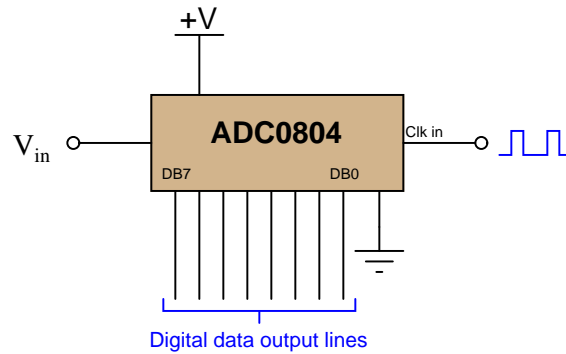 +V
ADC0804
V_in
Clk in
DB7
DB0
Digital data output lines